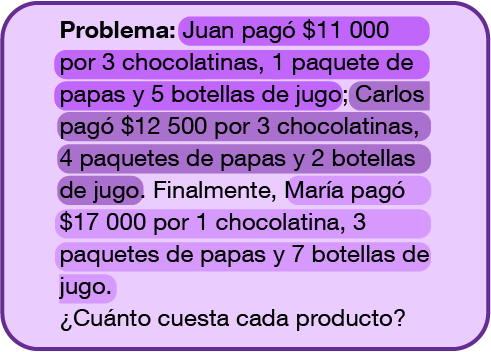 Problema: Juan pagó $11 000
por 3 chocolatinas, 1 paquete de
papas y 5 botellas de jugo; Carlos
pagó $12 500 por 3 chocolatinas,
4 paquetes de papas y 2 botellas
de jugo. Finalmente, María pagó
$17 000 por 1 chocolatina, 3
paquetes de papas y 7 botellas de
jugo.
¿Cuánto cuesta cada producto?